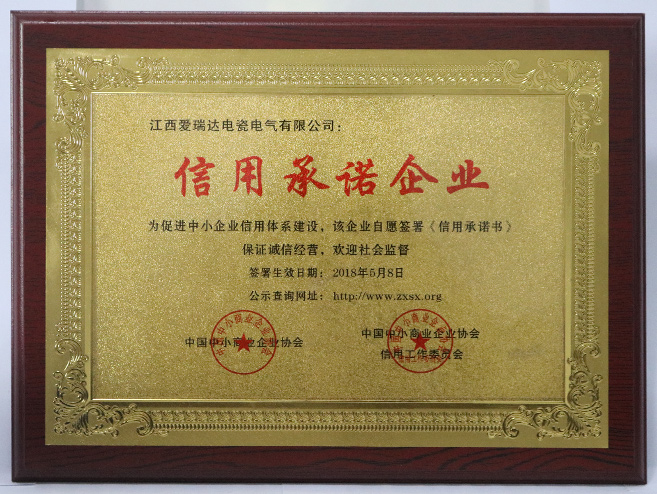 江西爱瑞达电瓷电气有限公司：
信用承诺企业
为促进中小企业信用体系建设，该企业自愿签署《信用承诺书》
保证诚信经营，欢迎社会监督
签署生效日期：2018年5月8日
公示查询网址：http://www.zxsx.org
中国中小商业企业协会
中国中小商业企业协会
信用工作委员会